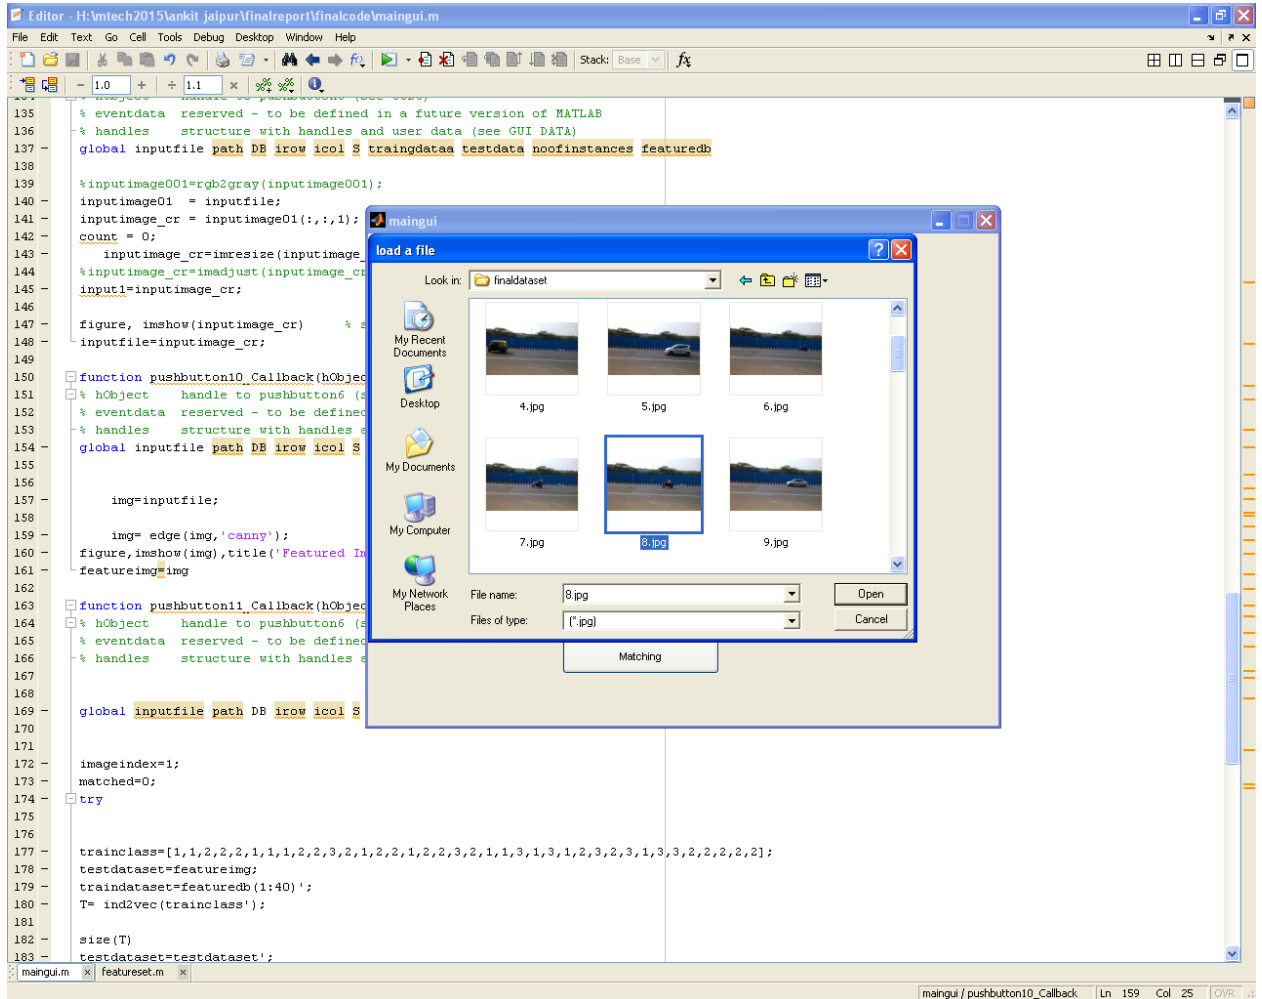 Editor - H:\mtech2015\ankit jaipur\finalreport\finalcode\maingui.m
File Edit Text Go Cell Tools Debug Desktop Window Help
Stack: Base fx
- 1.0 + ÷ 1.1 ×
135 % eventdata reserved - to be defined in a future version of MATLAB
136 % handles structure with handles and user data (see GUI DATA)
137 - global inputfile path DB irow icol S traingdataa testdata noofinstances featuredb
138
139 %inputimage001=rgb2gray(inputimage001);
140 - inputimage01 = inputfile;
141 - inputimage_cr = inputimage01(:,:,1);
142 - count = 0;
143 - inputimage_cr=imresize(inputimage_
144 %inputimage_cr=imadjust(inputimage_cr
145 - input1=inputimage_cr;
146
147 - figure, imshow(inputimage_cr) % s
148 - inputfile=inputimage_cr;
149
150 function pushbutton10_Callback(hObjec
151 % hObject handle to pushbutton6 (s
152 % eventdata reserved - to be define
153 % handles structure with handles a
154 - global inputfile path DB irow icol S
155
156
157 - img=inputfile;
158
159 - img= edge(img,'canny');
160 - figure,imshow(img),title('Featured Im
161 - featureimg=img
162
163 function pushbutton11_Callback(hObjec
164 % hObject handle to pushbutton6 (s
165 % eventdata reserved - to be define
166 % handles structure with handles a
167
168
169 - global inputfile path DB irow icol S
170
171
172 - imageindex=1;
173 - matched=0;
174 - try
175
176
177 - trainclass=[1,1,2,2,2,1,1,1,2,2,3,2,1,2,2,1,2,2,3,2,1,1,3,1,3,1,2,3,2,3,1,3,3,2,2,2,2,2];
178 - testdataset=featureimg;
179 - traindataset=featuredb(1:40)';
180 - T= ind2vec(trainclass');
181
182 - size(T)
183 - testdataset=testdataset';
maingui
load a file
Look in: finaldataset
My Recent Documents
Desktop
My Documents
My Computer
My Network Places
4.jpg 5.jpg 6.jpg
7.jpg 8.jpg 9.jpg
File name: 8.jpg Open
Files of type: (*.jpg) Cancel
Matching
maingui.m × featureset.m ×
maingui / pushbutton10_Callback Ln 159 Col 25 OVR